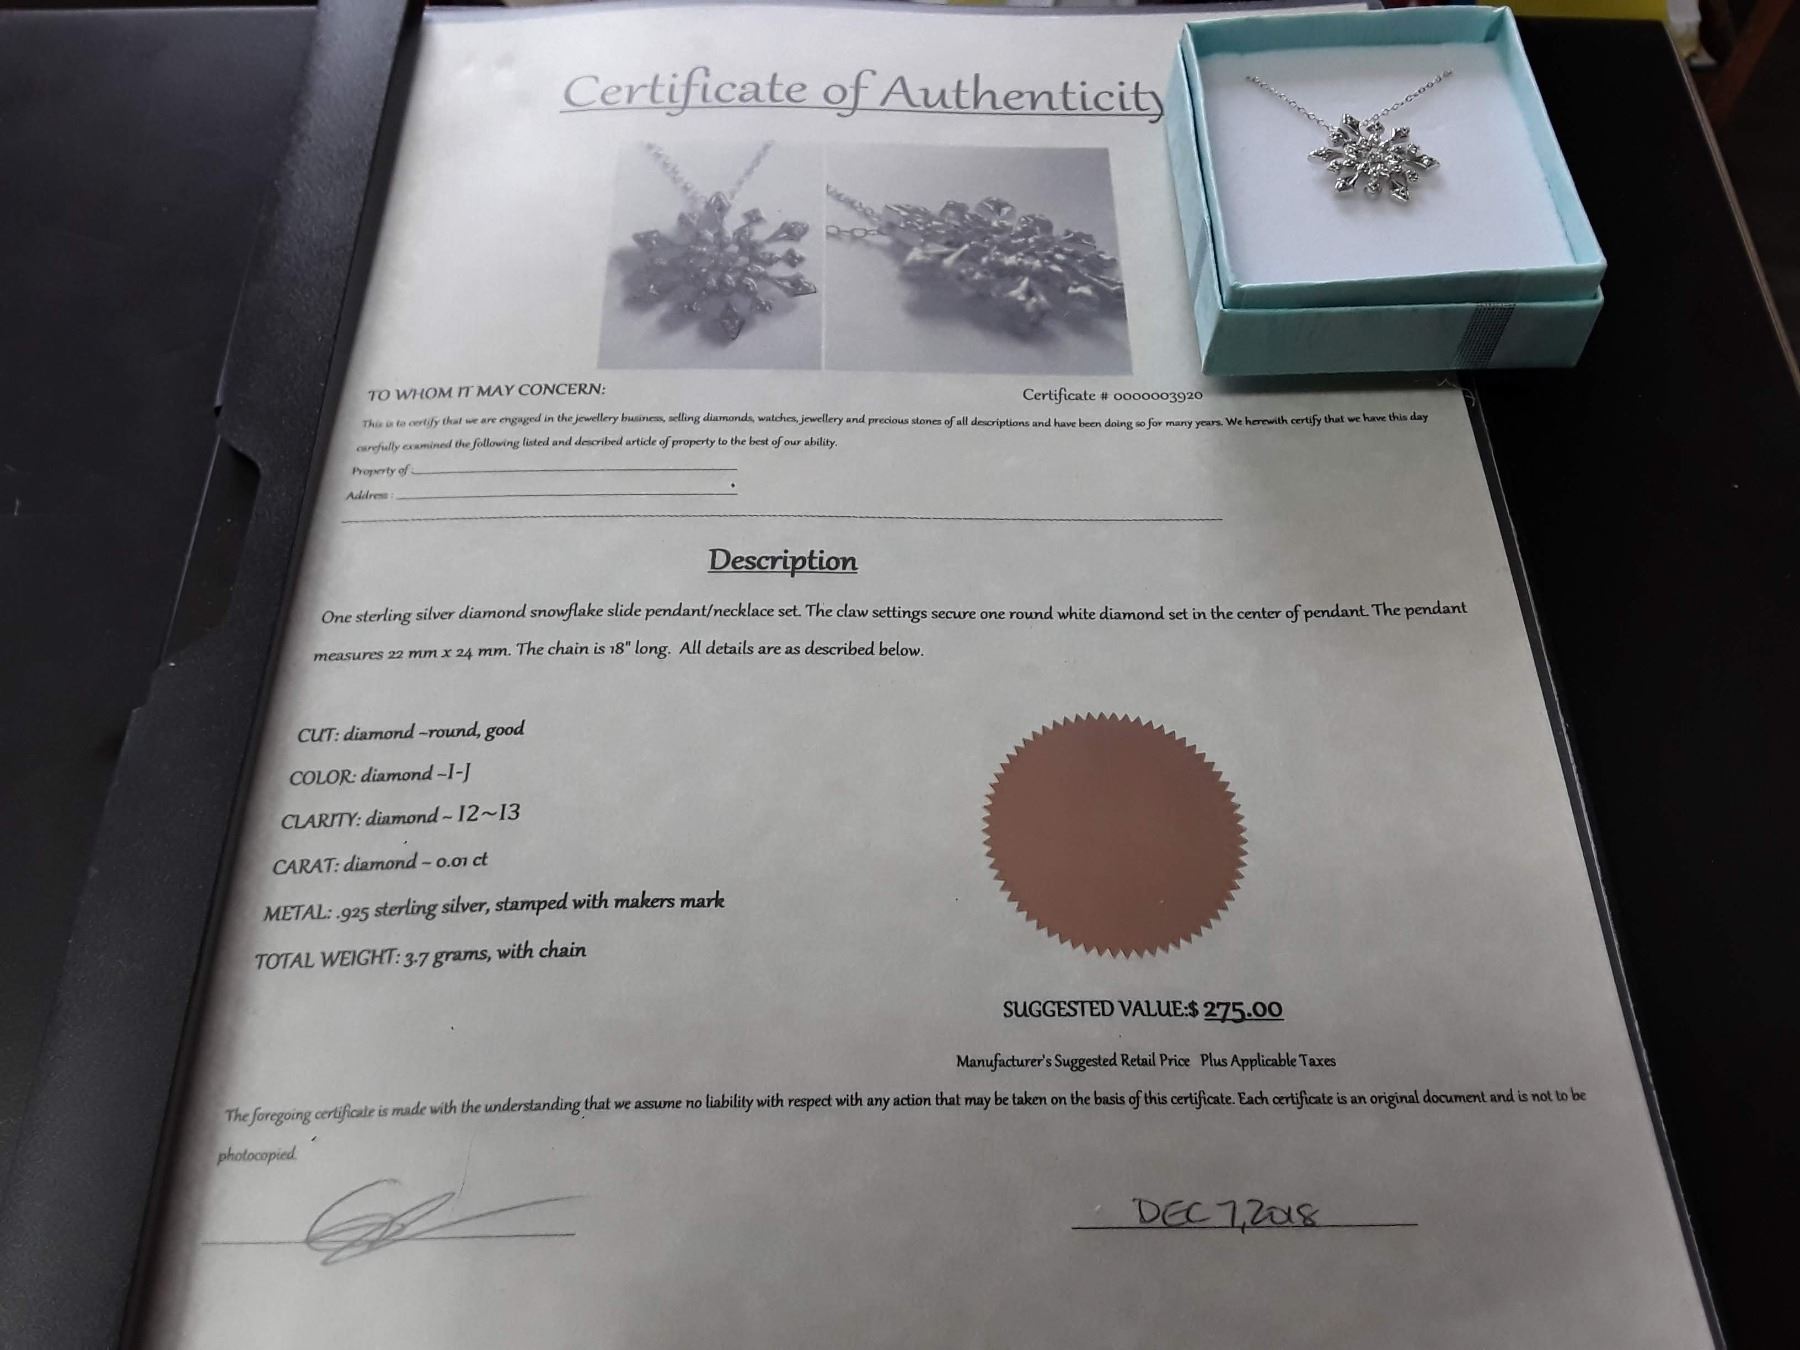 Certificate of Authenticity
TO WHOM IT MAY CONCERN:
Certificate # 0000003920
This is to certify that we are engaged in the jewellery business, selling diamonds, watches, jewellery and precious stones of all descriptions and have been doing so for many years. We herewith certify that we have this day
carefully examined the following listed and described article of property to the best of our ability.
Property of
Address:
Description
One sterling silver diamond snowflake slide pendant/necklace set. The claw settings secure one round white diamond set in the center of pendant. The pendant
measures 22 mm x 24 mm. The chain is 18" long. All details are as described below.
CUT: diamond ~round, good
COLOR: diamond ~I-J
CLARITY: diamond ~ I2~I3
CARAT: diamond ~ 0.01 ct
METAL: .925 sterling silver, stamped with makers mark
TOTAL WEIGHT: 3.7 grams, with chain
SUGGESTED VALUE:$ 275.00
Manufacturer's Suggested Retail Price Plus Applicable Taxes
The foregoing certificate is made with the understanding that we assume no liability with respect with any action that may be taken on the basis of this certificate. Each certificate is an original document and is not to be
photocopied.
DEC 7, 2018